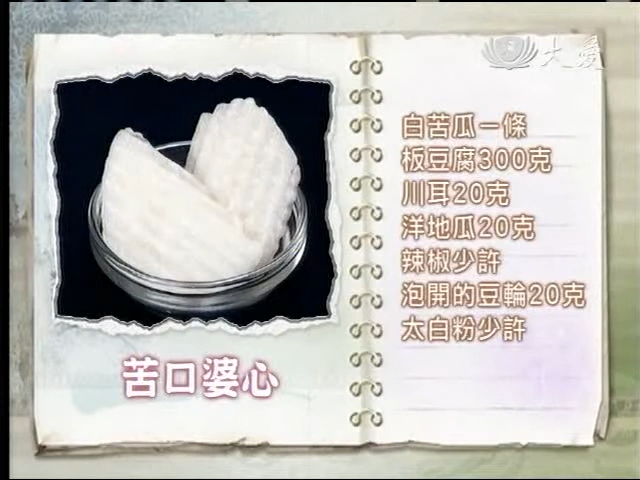 大愛
白苦瓜一條
板豆腐300克
川耳20克
洋地瓜20克
辣椒少許
泡開的豆輪20克
太白粉少許
苦口婆心